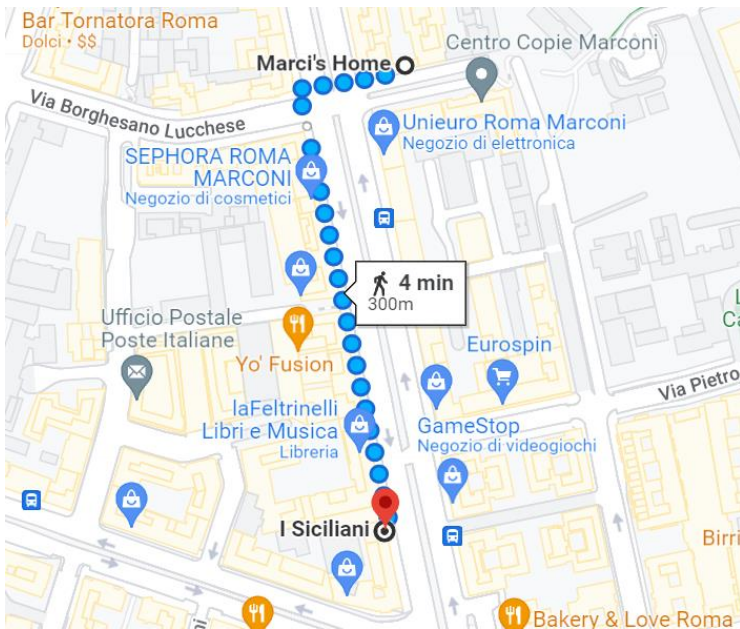 Bar Tornatora Roma
Dolci • $$
Marci's Home
Centro Copie Marconi
Via Borghesano Lucchese
Unieuro Roma Marconi
Negozio di elettronica
SEPHORA ROMA
MARCONI
Negozio di cosmetici
4 min
300m
Ufficio Postale
Poste Italiane
Yo' Fusion
Eurospin
L
Ca
Via Pietro
laFeltrinelli
Libri e Musica
Libreria
GameStop
Negozio di videogiochi
I Siciliani
Birri
Bakery & Love Roma